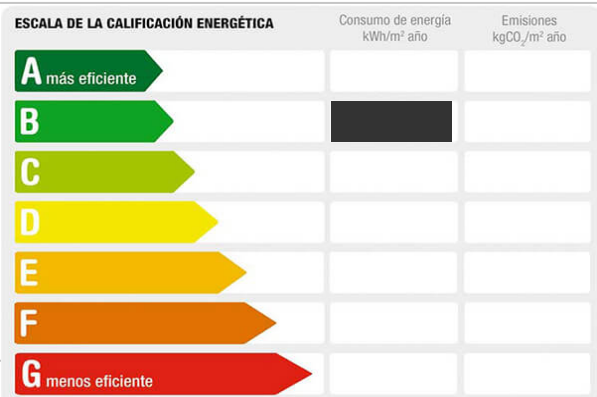 ESCALA DE LA CALIFICACIÓN ENERGÉTICA
Consumo de energía
kWh/m² año
Emisiones
kgCO₂/m² año
A más eficiente
B
C
D
E
F
G menos eficiente